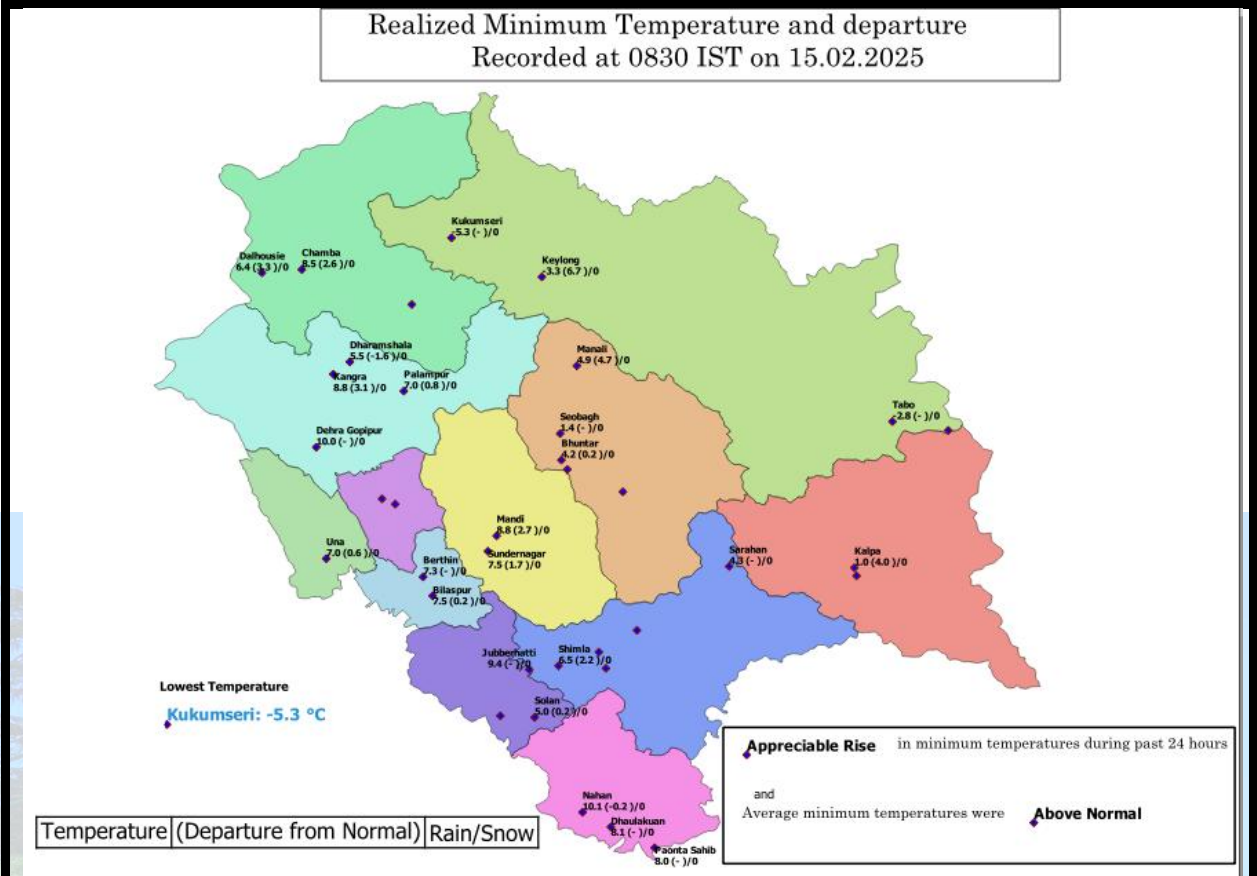 Realized Minimum Temperature and departure
Recorded at 0830 IST on 15.02.2025
Kukumseri
-5.3 (- )/0
Keylong
-3.3 (6.7 )/0
Dalhousie
6.4 (3.3 )/0
Chamba
8.5 (2.6 )/0
Dharamshala
5.5 (-1.6 )/0
Kangra
8.8 (3.1 )/0
Palampur
7.0 (0.8 )/0
Manali
4.9 (4.7 )/0
Tabo
-2.8 (- )/0
Seobagh
1.4 (- )/0
Bhuntar
4.2 (0.2 )/0
Dehra Gopipur
10.0 (- )/0
Mandi
8.8 (2.7 )/0
Sundernagar
7.5 (1.7 )/0
Una
7.0 (0.6 )/0
Berthin
7.3 (- )/0
Bilaspur
7.5 (0.2 )/0
Sarahan
4.3 (- )/0
Kalpa
1.0 (4.0 )/0
Jubberhatti
9.4 (- )/0
Shimla
6.5 (2.2 )/0
Solan
5.0 (0.2 )/0
Lowest Temperature
Kukumseri: -5.3 °C
Nahan
10.1 (-0.2 )/0
Dhaulakuan
8.1 (- )/0
Paonta Sahib
8.0 (- )/0
Appreciable Rise in minimum temperatures during past 24 hours
and
Average minimum temperatures were Above Normal
Temperature (Departure from Normal) Rain/Snow